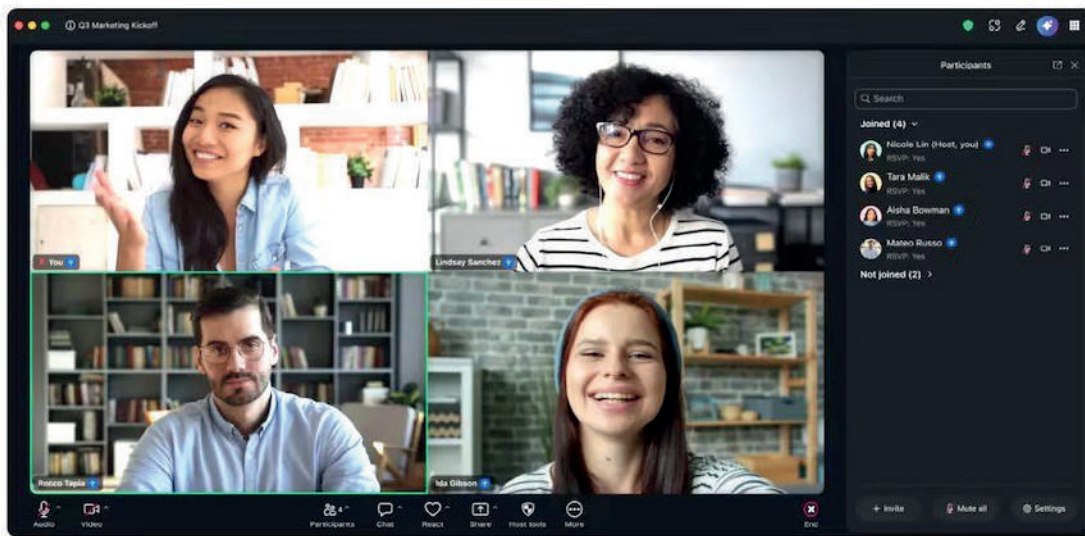 Q3 Marketing Kickoff
Participants
Search
Joined (4)
Nicole Lin (Host, you)
RSVP: Yes
Tara Malik
RSVP: Yes
Aisha Bowman
RSVP: Yes
Mateo Russo
RSVP: Yes
Not joined (2)
You
Lindsay Sanchez
Rocco Tapia
Ida Gibson
Audio
Video
4
Participants
Chat
React
Share
Host tools
More
End
+ Invite
Mute all
Settings